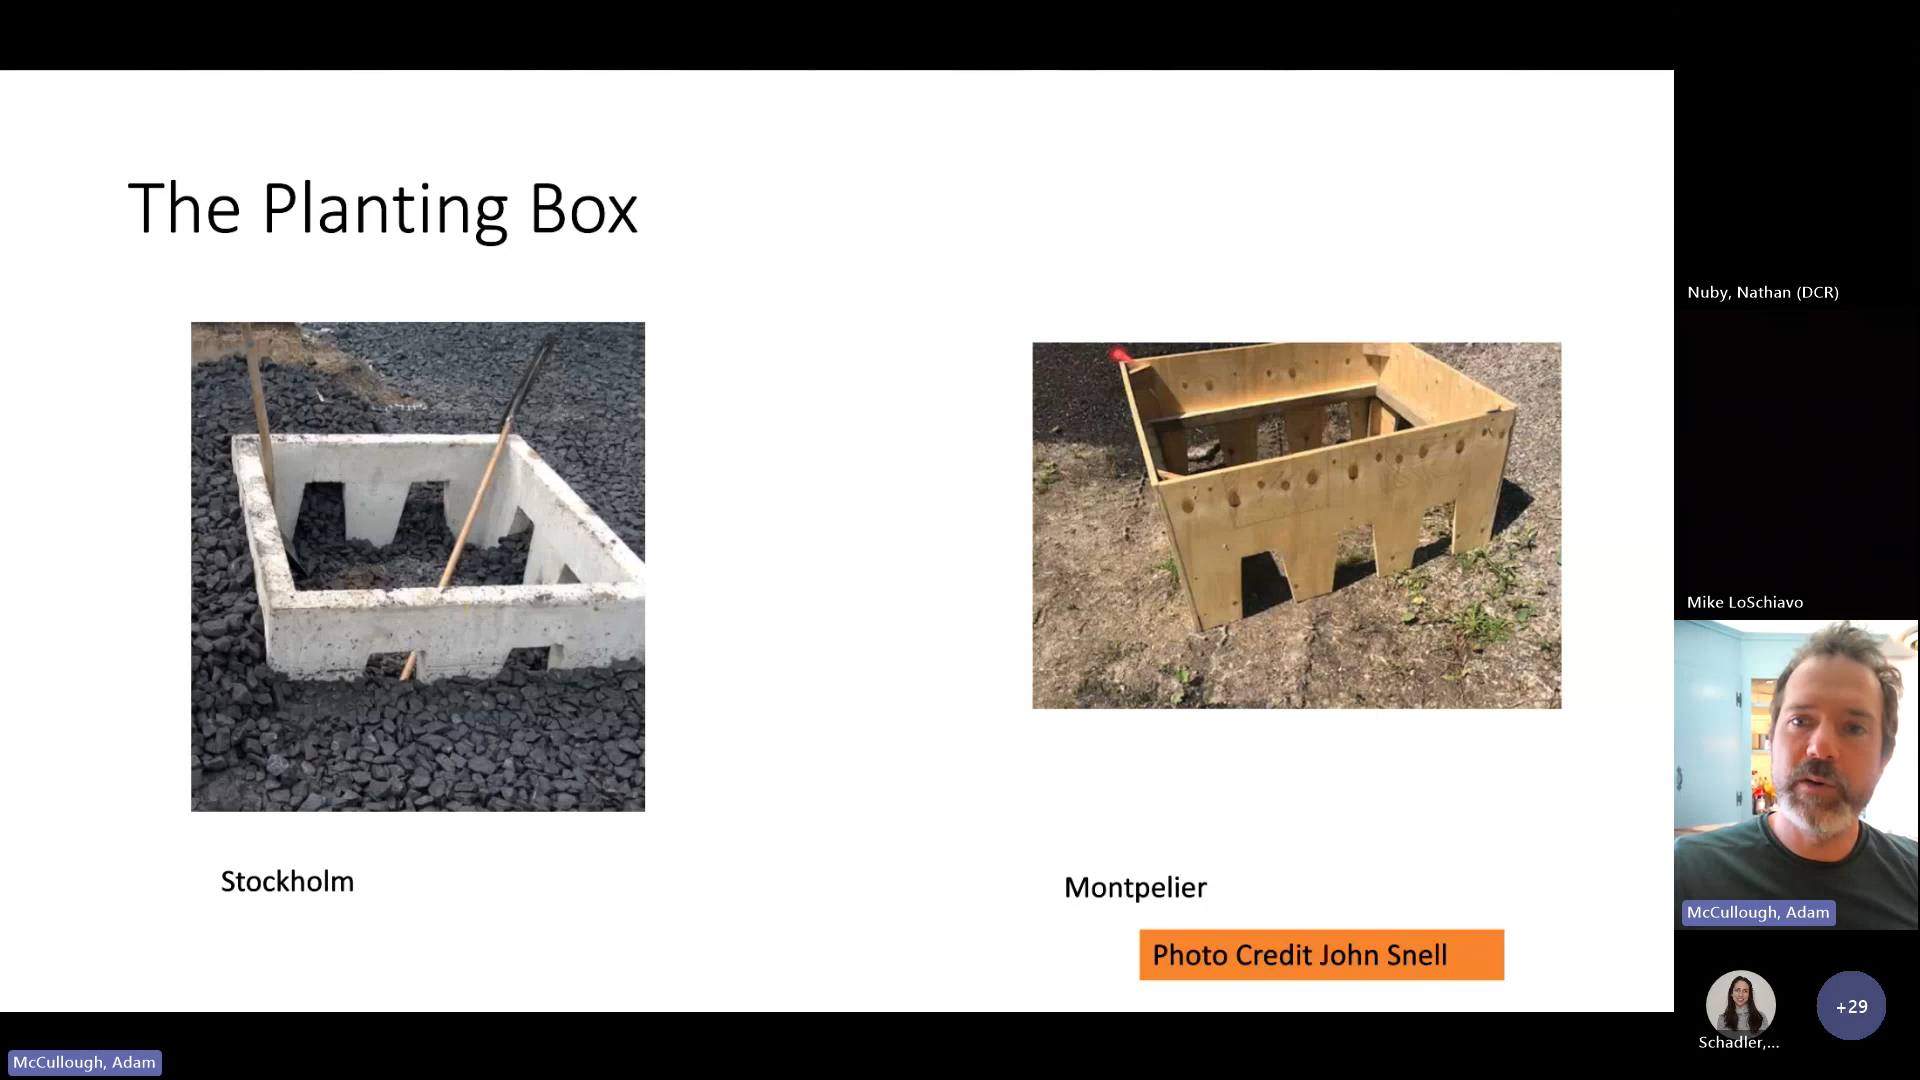 The Planting Box
Stockholm
Montpelier
Photo Credit John Snell
Nuby, Nathan (DCR)
Mike LoSchiavo
McCullough, Adam
+29
Schadler,...
McCullough, Adam